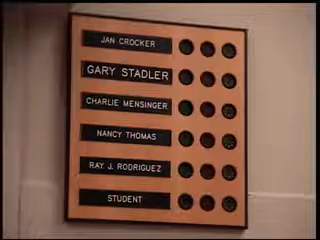 JAN CROCKER
GARY STADLER
CHARLIE MENSINGER
NANCY THOMAS
RAY J. RODRIGUEZ
STUDENT